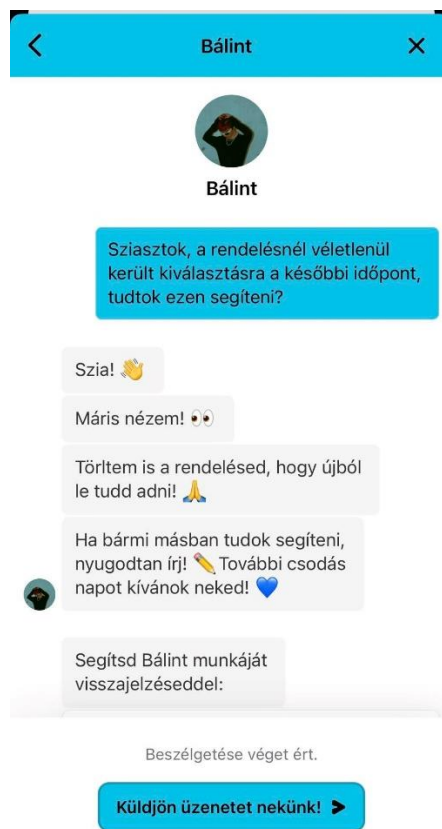 Bálint
Bálint
Sziasztok, a rendelésnél véletlenül
került kiválasztásra a későbbi időpont,
tudtok ezen segíteni?
Szia! 👋
Máris nézem! 👀
Törltem is a rendelésed, hogy újból
le tudd adni! 🙏
Ha bármi másban tudok segíteni,
nyugodtan írj! ✏️ További csodás
napot kívánok neked! 💙
Segítsd Bálint munkáját
visszajelzéseddel:
Beszélgetése véget ért.
Küldjön üzenetet nekünk!